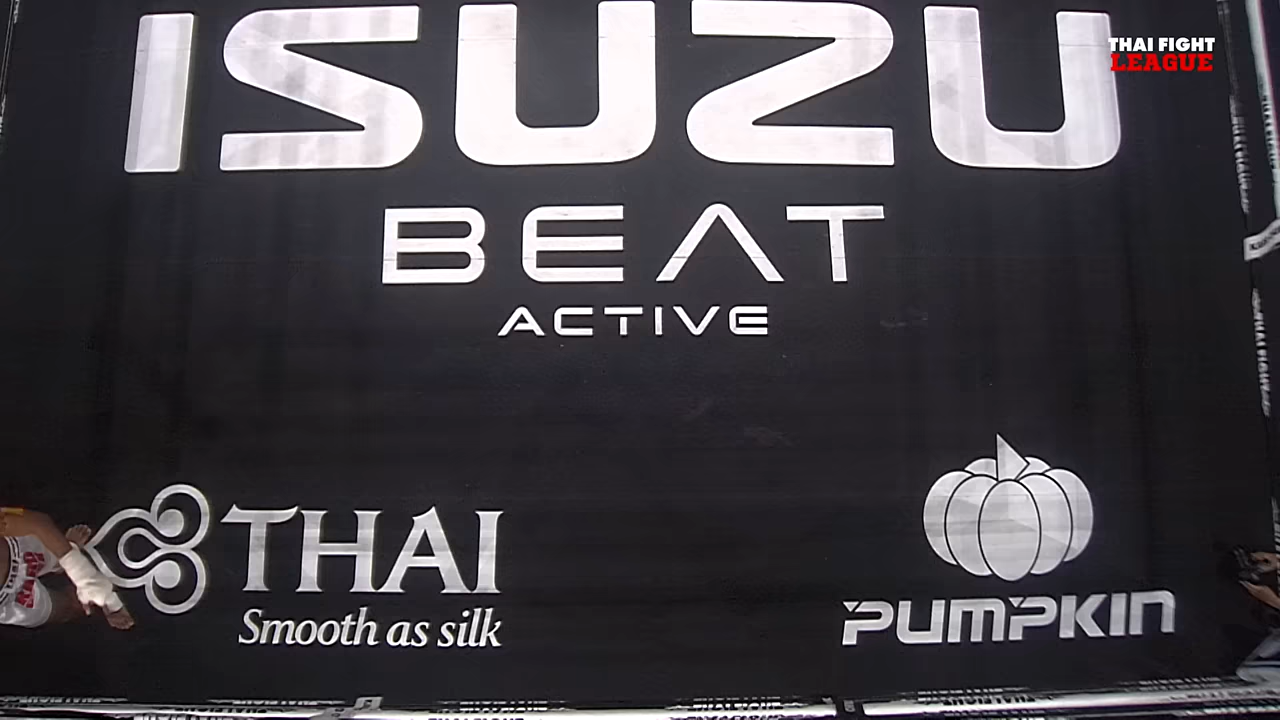 ISUZU
THAI FIGHT
LEAGUE
BEAT
ACTIVE
THAI
Smooth as silk
PUMPKIN